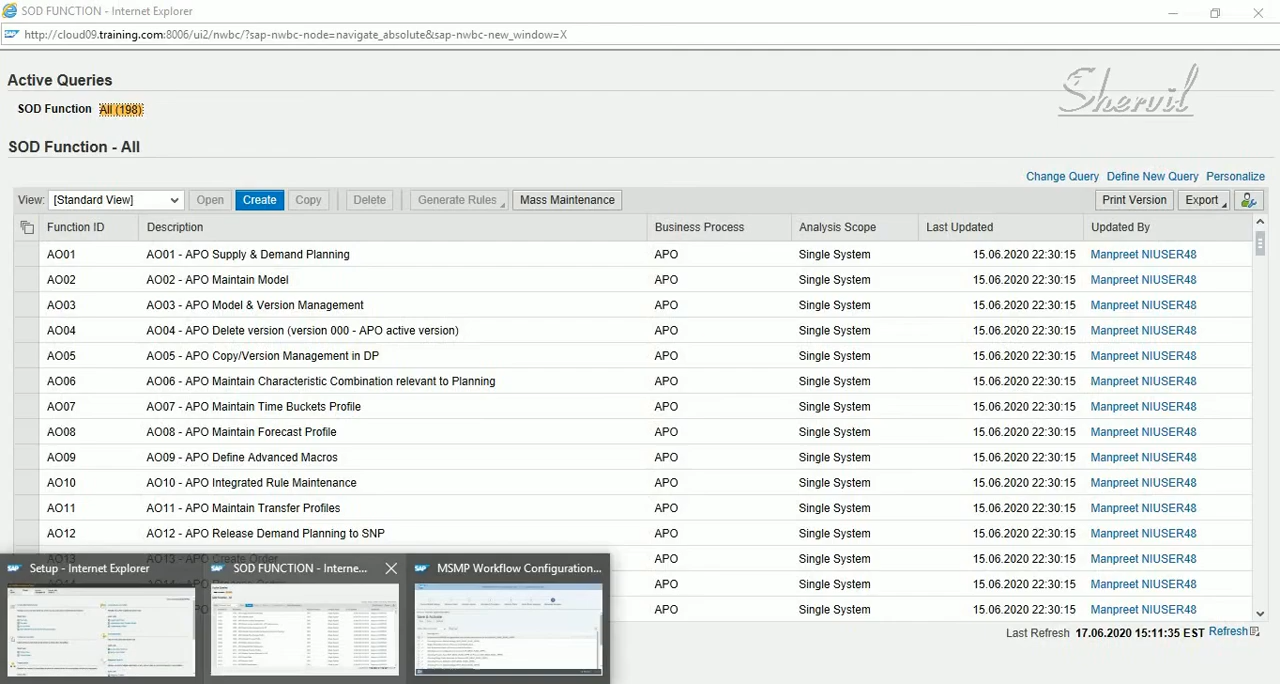 SOD FUNCTION - Internet Explorer
http://cloud09.training.com:8006/ui2/nwbc/?sap-nwbc-node=navigate_absolute&sap-nwbc-new_window=X
Active Queries
Shervil
SOD Function All (198)
SOD Function - All
Change Query Define New Query Personalize
View: [Standard View] Open Create Copy Delete Generate Rules Mass Maintenance Print Version Export
Function ID Description Business Process Analysis Scope Last Updated Updated By
AO01 AO01 - APO Supply & Demand Planning APO Single System 15.06.2020 22:30:15 Manpreet NIUSER48
AO02 AO02 - APO Maintain Model APO Single System 15.06.2020 22:30:15 Manpreet NIUSER48
AO03 AO03 - APO Model & Version Management APO Single System 15.06.2020 22:30:15 Manpreet NIUSER48
AO04 AO04 - APO Delete version (version 000 - APO active version) APO Single System 15.06.2020 22:30:15 Manpreet NIUSER48
AO05 AO05 - APO Copy/Version Management in DP APO Single System 15.06.2020 22:30:15 Manpreet NIUSER48
AO06 AO06 - APO Maintain Characteristic Combination relevant to Planning APO Single System 15.06.2020 22:30:15 Manpreet NIUSER48
AO07 AO07 - APO Maintain Time Buckets Profile APO Single System 15.06.2020 22:30:15 Manpreet NIUSER48
AO08 AO08 - APO Maintain Forecast Profile APO Single System 15.06.2020 22:30:15 Manpreet NIUSER48
AO09 AO09 - APO Define Advanced Macros APO Single System 15.06.2020 22:30:15 Manpreet NIUSER48
AO10 AO10 - APO Integrated Rule Maintenance APO Single System 15.06.2020 22:30:15 Manpreet NIUSER48
AO11 AO11 - APO Maintain Transfer Profiles APO Single System 15.06.2020 22:30:15 Manpreet NIUSER48
AO12 AO12 - APO Release Demand Planning to SNP APO Single System 15.06.2020 22:30:15 Manpreet NIUSER48
AO13 AO13 - APO Create Order APO Single System 15.06.2020 22:30:15 Manpreet NIUSER48
APO Single System 15.06.2020 22:30:15 Manpreet NIUSER48
APO Single System 15.06.2020 22:30:15 Manpreet NIUSER48
Setup - Internet Explorer SOD FUNCTION - Interne... MSMP Workflow Configuration...
Last Refresh 17.06.2020 15:11:35 EST Refresh